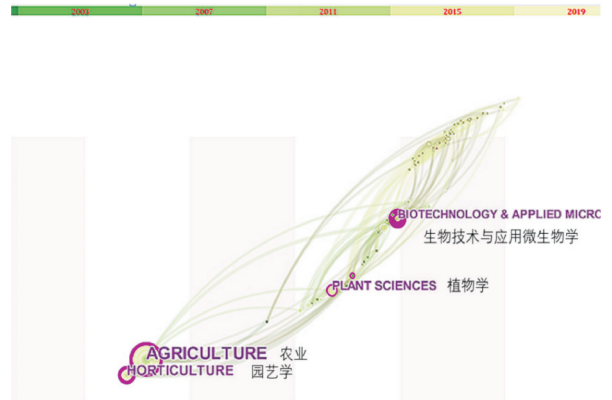 2003 2007 2011 2015 2019
BIOTECHNOLOGY & APPLIED MICRO
生物技术与应用微生物学
PLANT SCIENCES 植物学
AGRICULTURE 农业
HORTICULTURE 园艺学